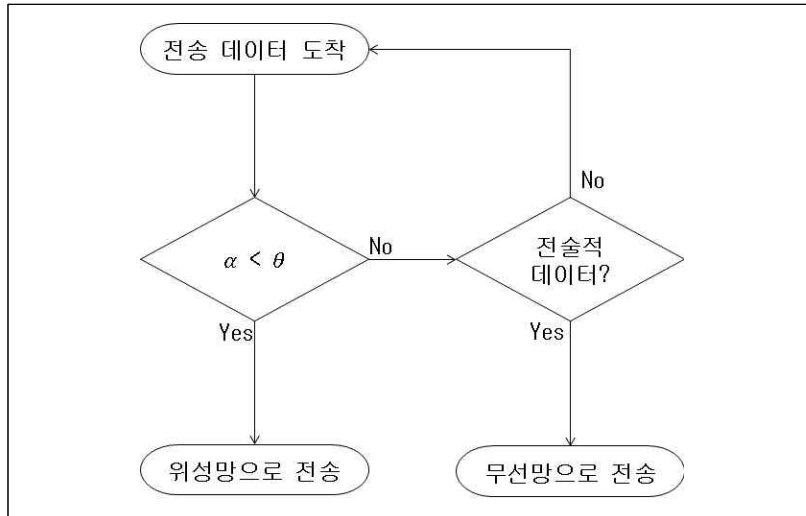 전송 데이터 도착
No
α < θ
No
전술적
데이터?
Yes
Yes
위성망으로 전송
무선망으로 전송